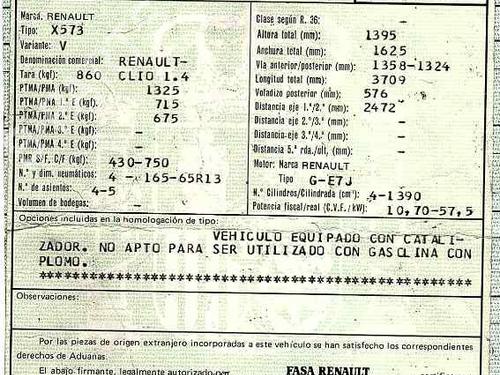 Marca: RENAULT
Tipo: X573
Variante: V
Denominación comercial: RENAULT-
Tara (kgf): 860 CLIO 1.4
PTMA/PMA (kgf): 1325
PTMA/PMA 1.º E (kgf): 715
PTMA/PMA 2.º E (kgf): 675
PTMA/PMA 3.º E (kgf): -
PTMA/PMA 4.º E (kgf): -
PMR S/F. C/F (kgf): 430-750
N.º y dim. neumáticos: 4 - 165-65R13
N.º de asientos: 4-5
Volumen de bodegas: -
Clase según R. 36: -
Altura total (mm): 1395
Anchura total (mm): 1625
Vía anterior/posterior (mm): 1358-1324
Longitud total (mm): 3709
Voladizo posterior (mm): 576
Distancia eje 1.º/2.º (mm): 2472
Distancia eje 2.º/3.º (mm): -
Distancia-eje 3.º/4.º (mm): -
Distancia 5.ª rda./últ. (mm): -
Motor: Marca RENAULT
Tipo G-E7J
N.º Cilindros/Cilindrada (cm³): 4-1390
Potencia fiscal/real (C.V.F./kW): 10,70-57,5
Opciones incluidas en la homologación de tipo:
VEHICULO EQUIPADO CON CATALI-
ZADOR. NO APTO PARA SER UTILIZADO CON GASOLINA CON
PLOMO.
Observaciones:
Por las piezas de origen extranjero incorporadas a este vehículo se han satisfecho los correspondientes
derechos de Aduanas.
El abajo firmante, legalmente autorizado por FASA RENAULT